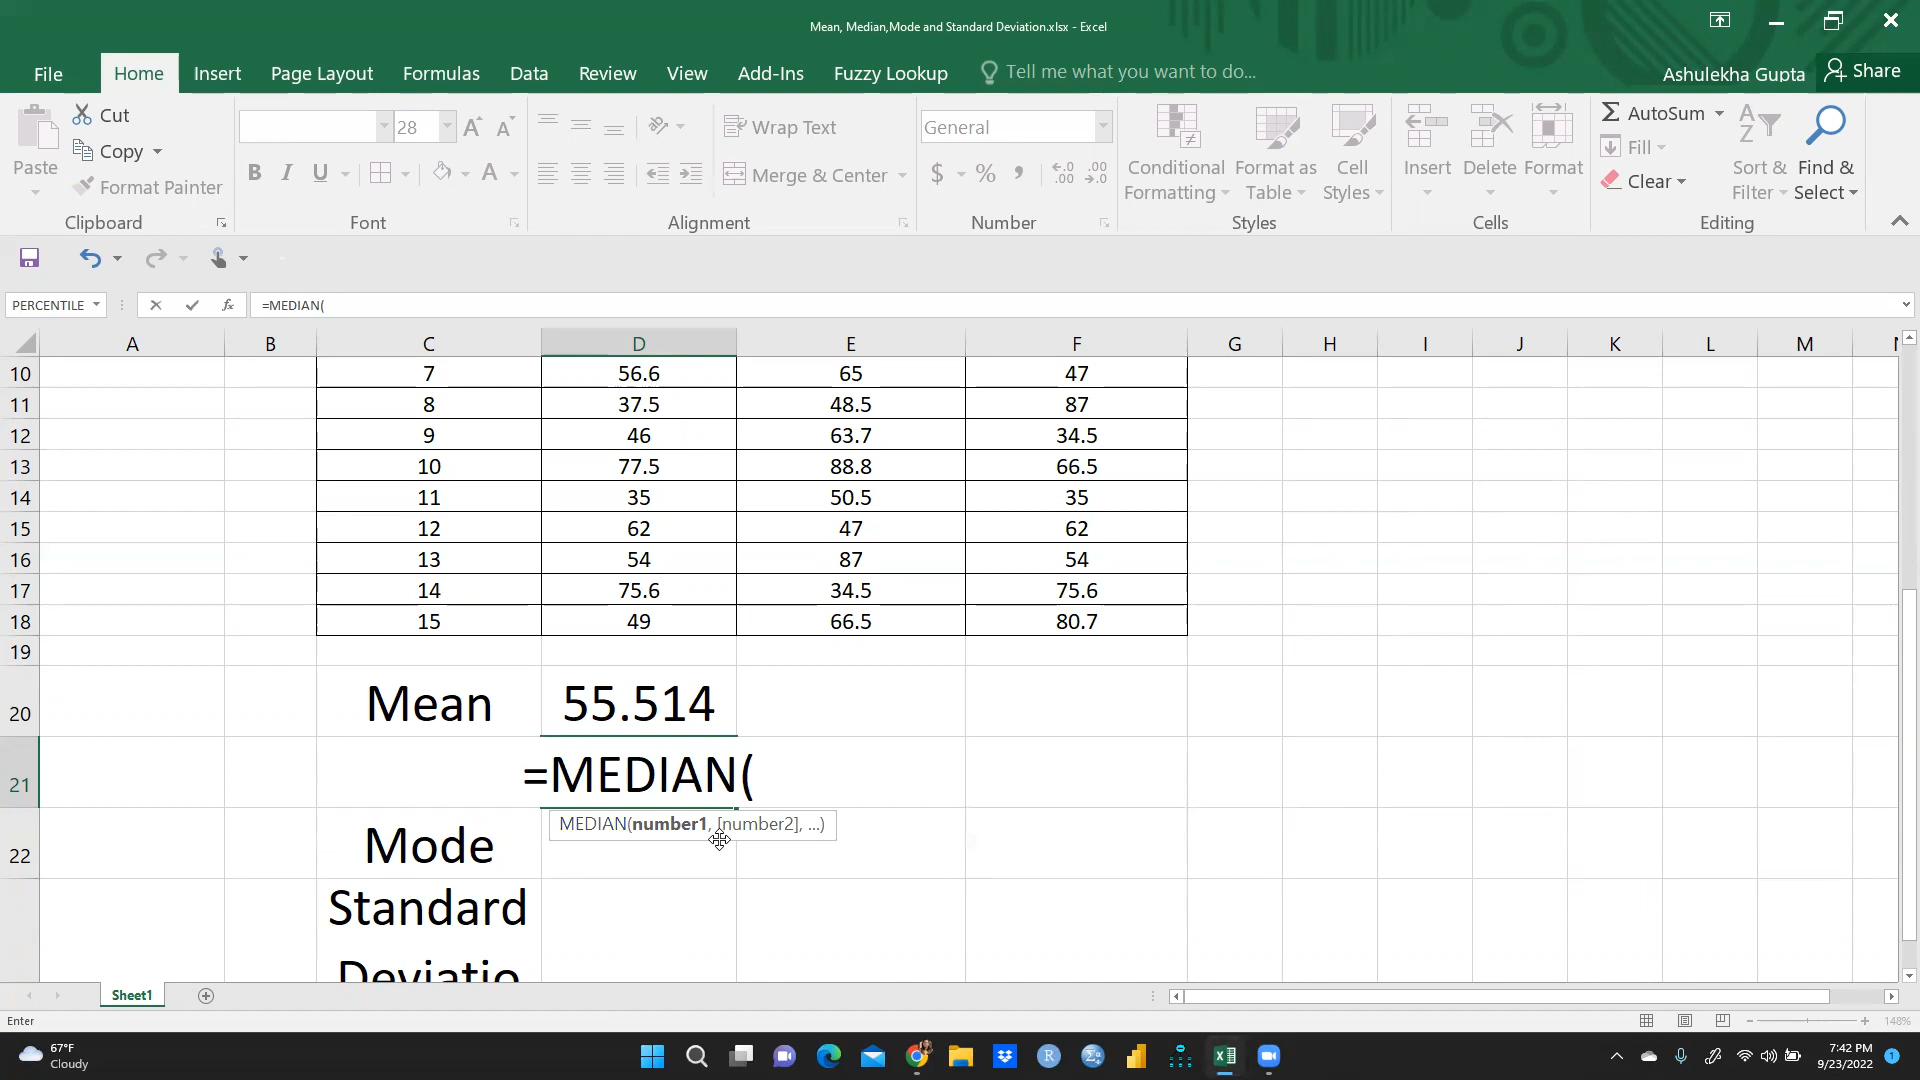 Mean, Median,Mode and Standard Deviation.xlsx - Excel
File Home Insert Page Layout Formulas Data Review View Add-Ins Fuzzy Lookup Tell me what you want to do... Ashulekha Gupta Share
Paste Cut Copy Format Painter Clipboard
28 B I U A Font
Wrap Text Merge & Center Alignment
General $ % , .00 Number
Conditional Formatting Format as Table Cell Styles Styles
Insert Delete Format Cells
AutoSum Fill Clear Sort & Filter Find & Select Editing
PERCENTILE fx =MEDIAN(
A B C D E F G H I J K L M N
10 7 56.6 65 47
11 8 37.5 48.5 87
12 9 46 63.7 34.5
13 10 77.5 88.8 66.5
14 11 35 50.5 35
15 12 62 47 62
16 13 54 87 54
17 14 75.6 34.5 75.6
18 15 49 66.5 80.7
19
20 Mean 55.514
21 =MEDIAN(
MEDIAN(number1, [number2], ...)
22 Mode
Standard
Deviatio
Sheet1
Enter 148%
67°F
Cloudy
7:42 PM
9/23/2022
1